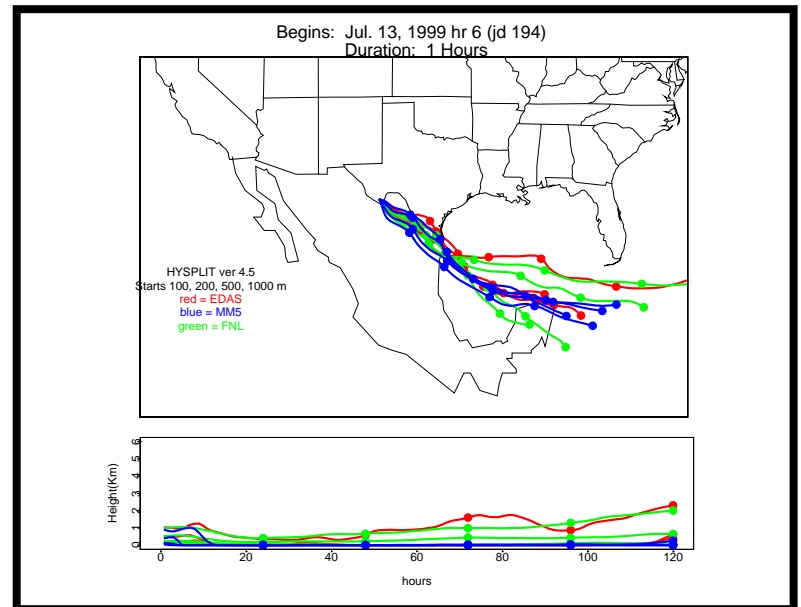 Begins:  Jul. 13, 1999 hr 6 (jd 194)
Duration:  1 Hours
HYSPLIT ver 4.5
Starts 100, 200, 500, 1000 m
red = EDAS
blue = MM5
green = FNL
Height(Km)
6
5
4
3
2
1
0
0 20 40 60 80 100 120
hours